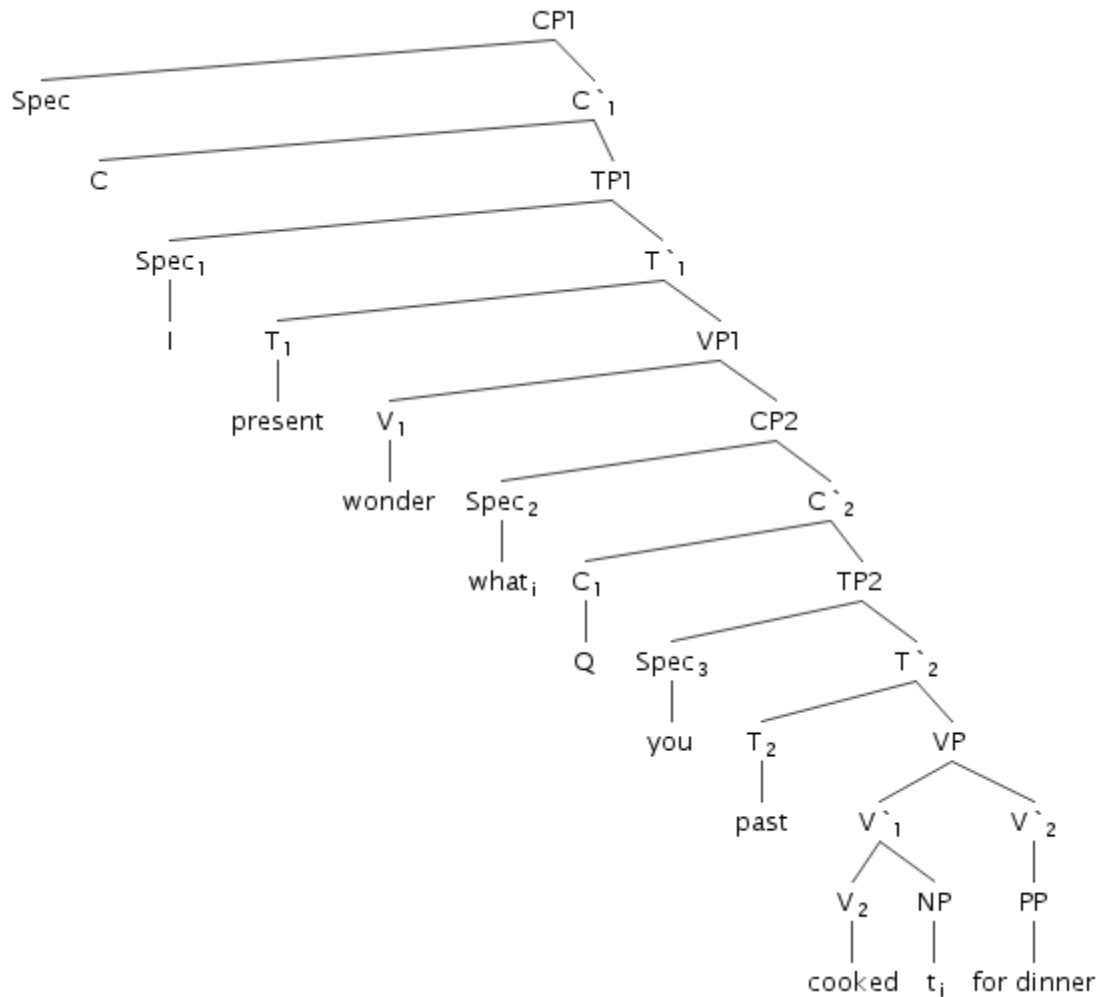 CP1
Spec C`1
C TP1
Spec1 T`1
I T1 VP1
present V1 CP2
wonder Spec2 C`2
whati C1 TP2
Q Spec3 T`2
you T2 VP
past V`1 V`2
V2 NP PP
cooked ti for dinner